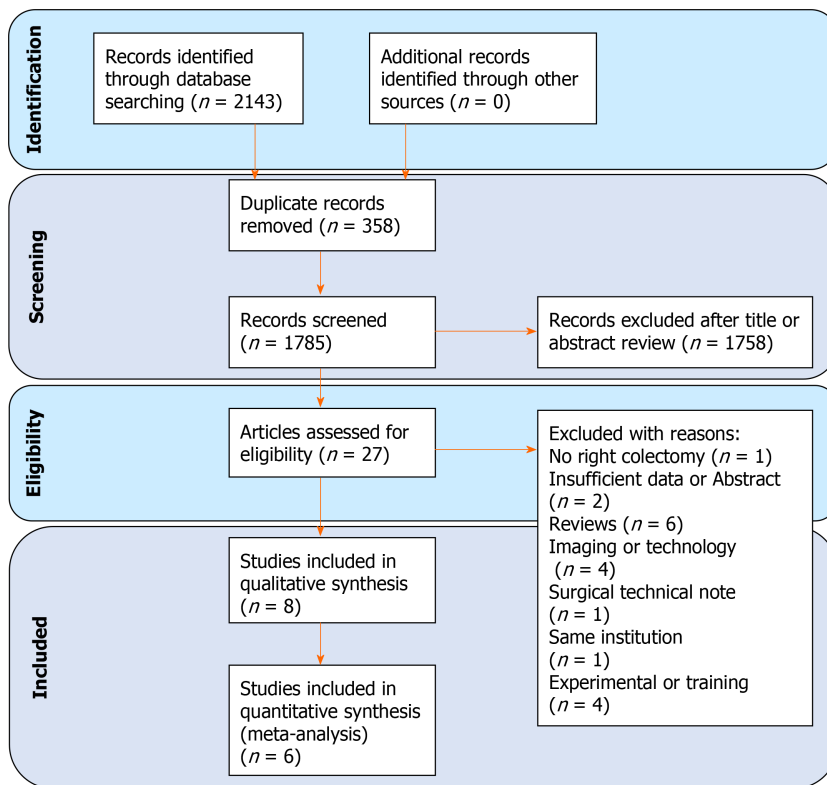 Identification
Records identified
through database
searching (n = 2143)
Additional records
identified through other
sources (n = 0)
Screening
Duplicate records
removed (n = 358)
Records screened
(n = 1785)
Records excluded after title or
abstract review (n = 1758)
Eligibility
Articles assessed for
eligibility (n = 27)
Excluded with reasons:
No right colectomy (n = 1)
Insufficient data or Abstract
(n = 2)
Reviews (n = 6)
Imaging or technology
(n = 4)
Surgical technical note
(n = 1)
Same institution
(n = 1)
Experimental or training
(n = 4)
Included
Studies included in
qualitative synthesis
(n = 8)
Studies included in
quantitative synthesis
(meta-analysis)
(n = 6)